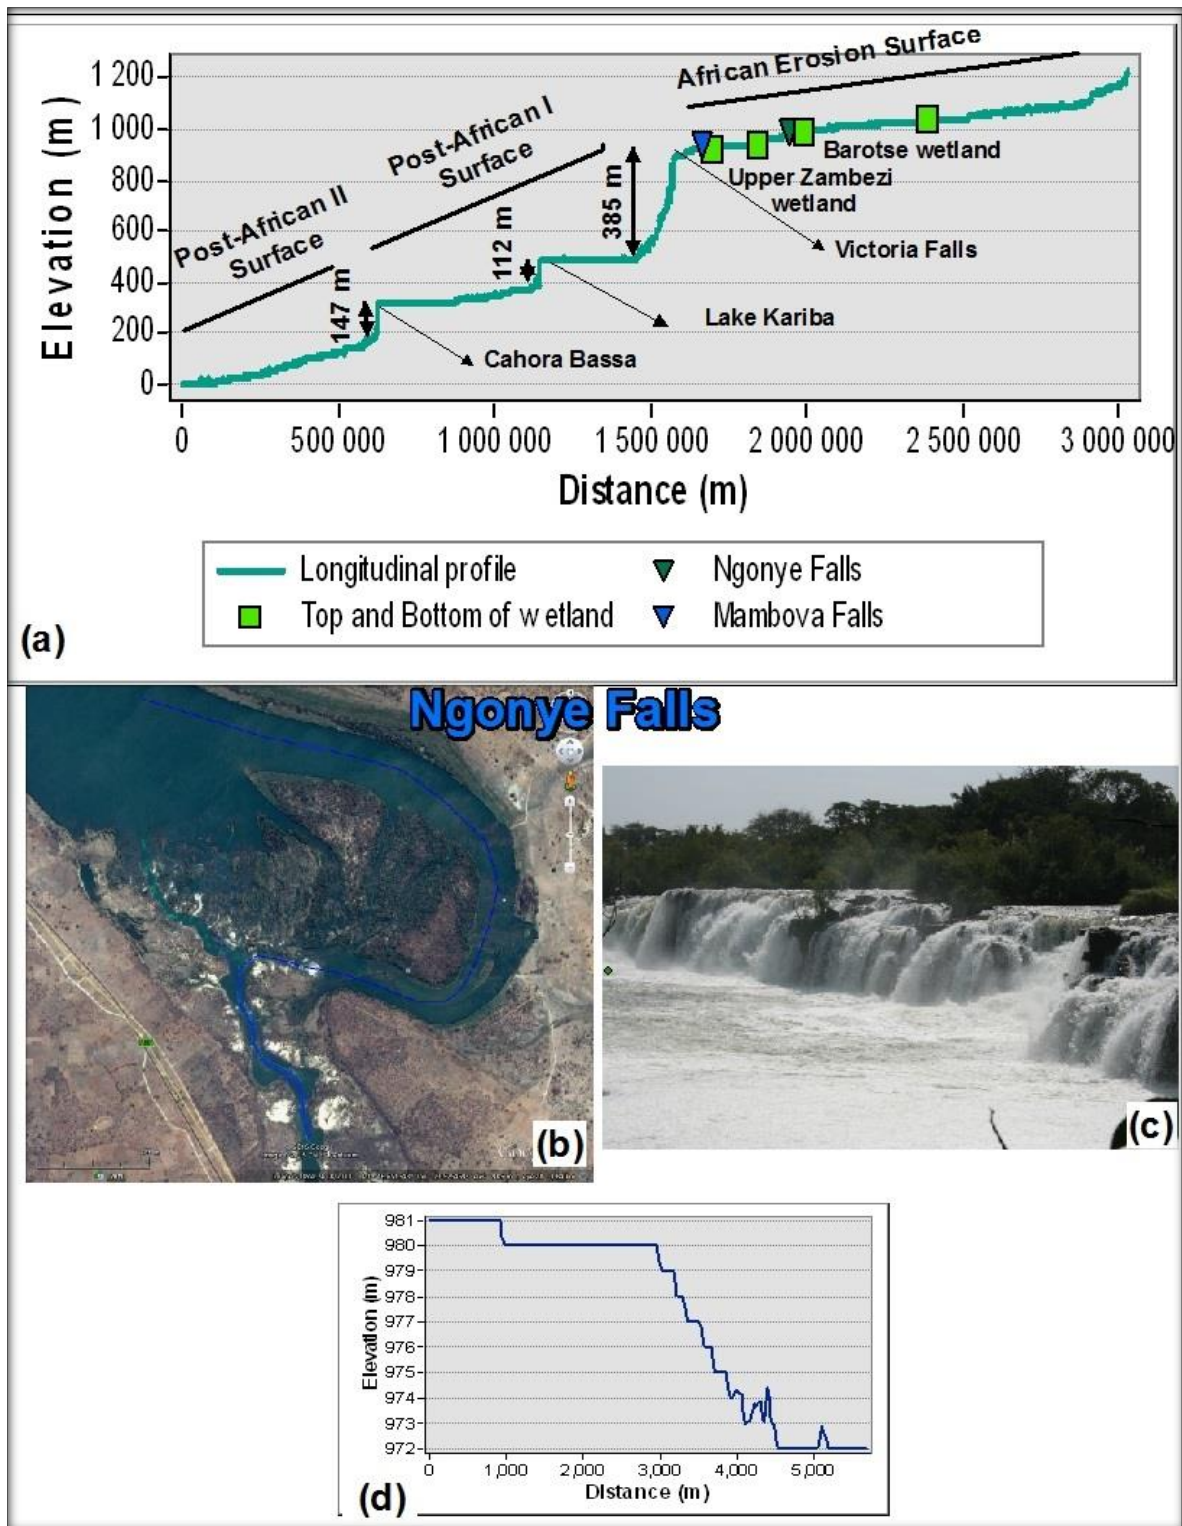 African Erosion Surface
Post-African I
Surface
Post-African II
Surface
Elevation (m)
1 200
1 000
800
600
400
200
0
147 m
112 m
385 m
Barotse wetland
Upper Zambezi
wetland
Victoria Falls
Lake Kariba
Cahora Bassa
0 500 000 1 000 000 1 500 000 2 000 000 2 500 000 3 000 000
Distance (m)
Longitudinal profile
Ngonye Falls
Top and Bottom of wetland
Mambova Falls
(a)
Ngonye Falls
(b)
(c)
Elevation (m)
981
980
979
978
977
976
975
974
973
972
0 1,000 2,000 3,000 4,000 5,000
Distance (m)
(d)